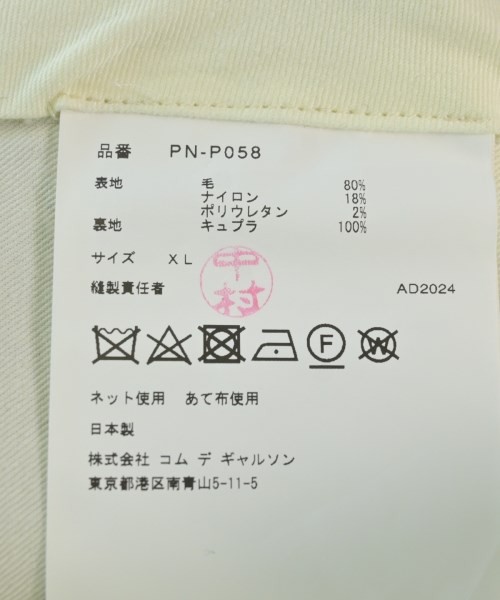 品番 PN-P058
表地 毛 80%
ナイロン 18%
ポリウレタン 2%
裏地 キュプラ 100%
サイズ XL
中村
縫製責任者 AD2024
F W
ネット使用 あて布使用
日本製
株式会社 コム デ ギャルソン
東京都港区南青山5-11-5